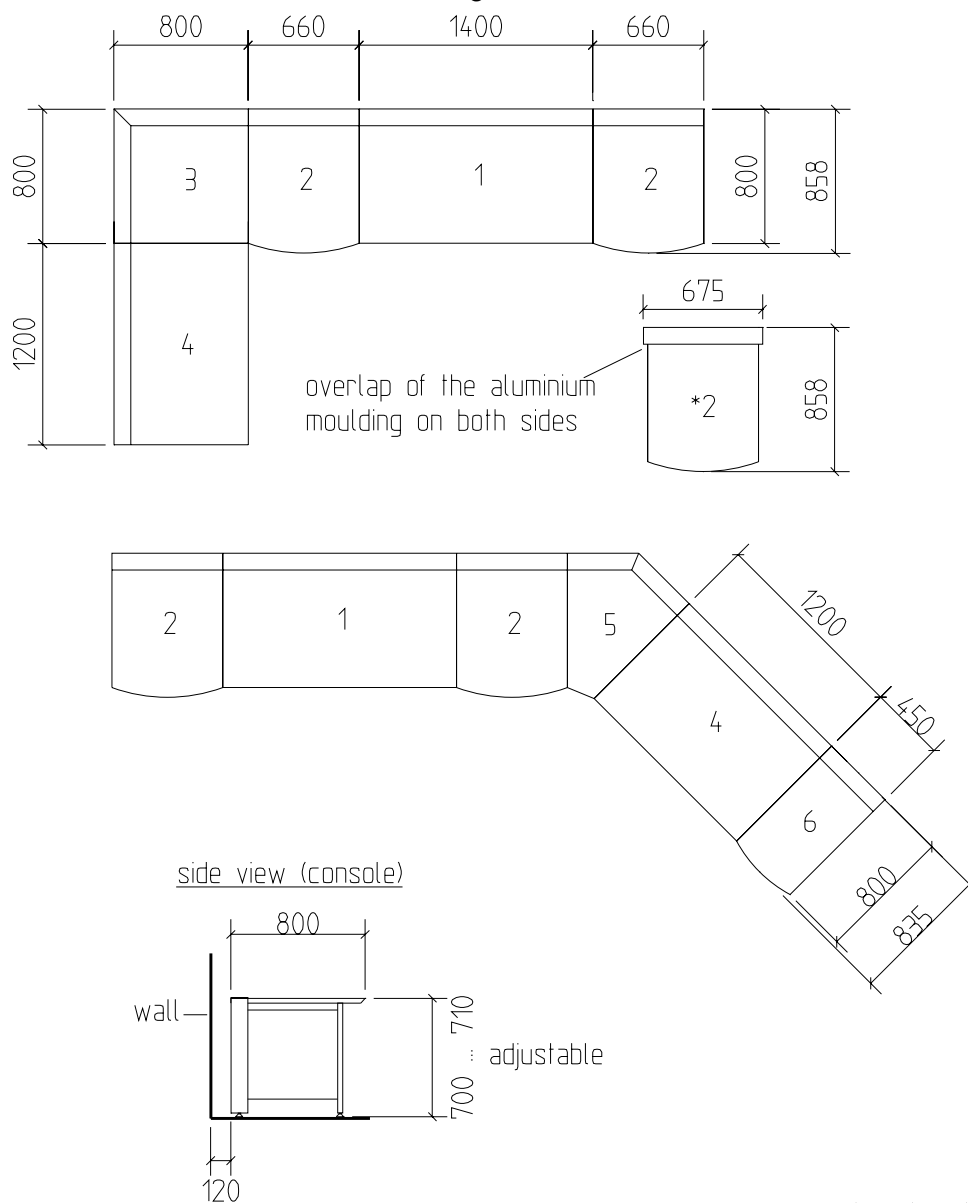 800 660 1400 660
800
3 2 1 2
800
858
1200
4
675
overlap of the aluminium
moulding on both sides
*2
858
2 1 2 5
4
6
1200
450
800
835
side view (console)
800
wall
700 ... 710
adjustable
120